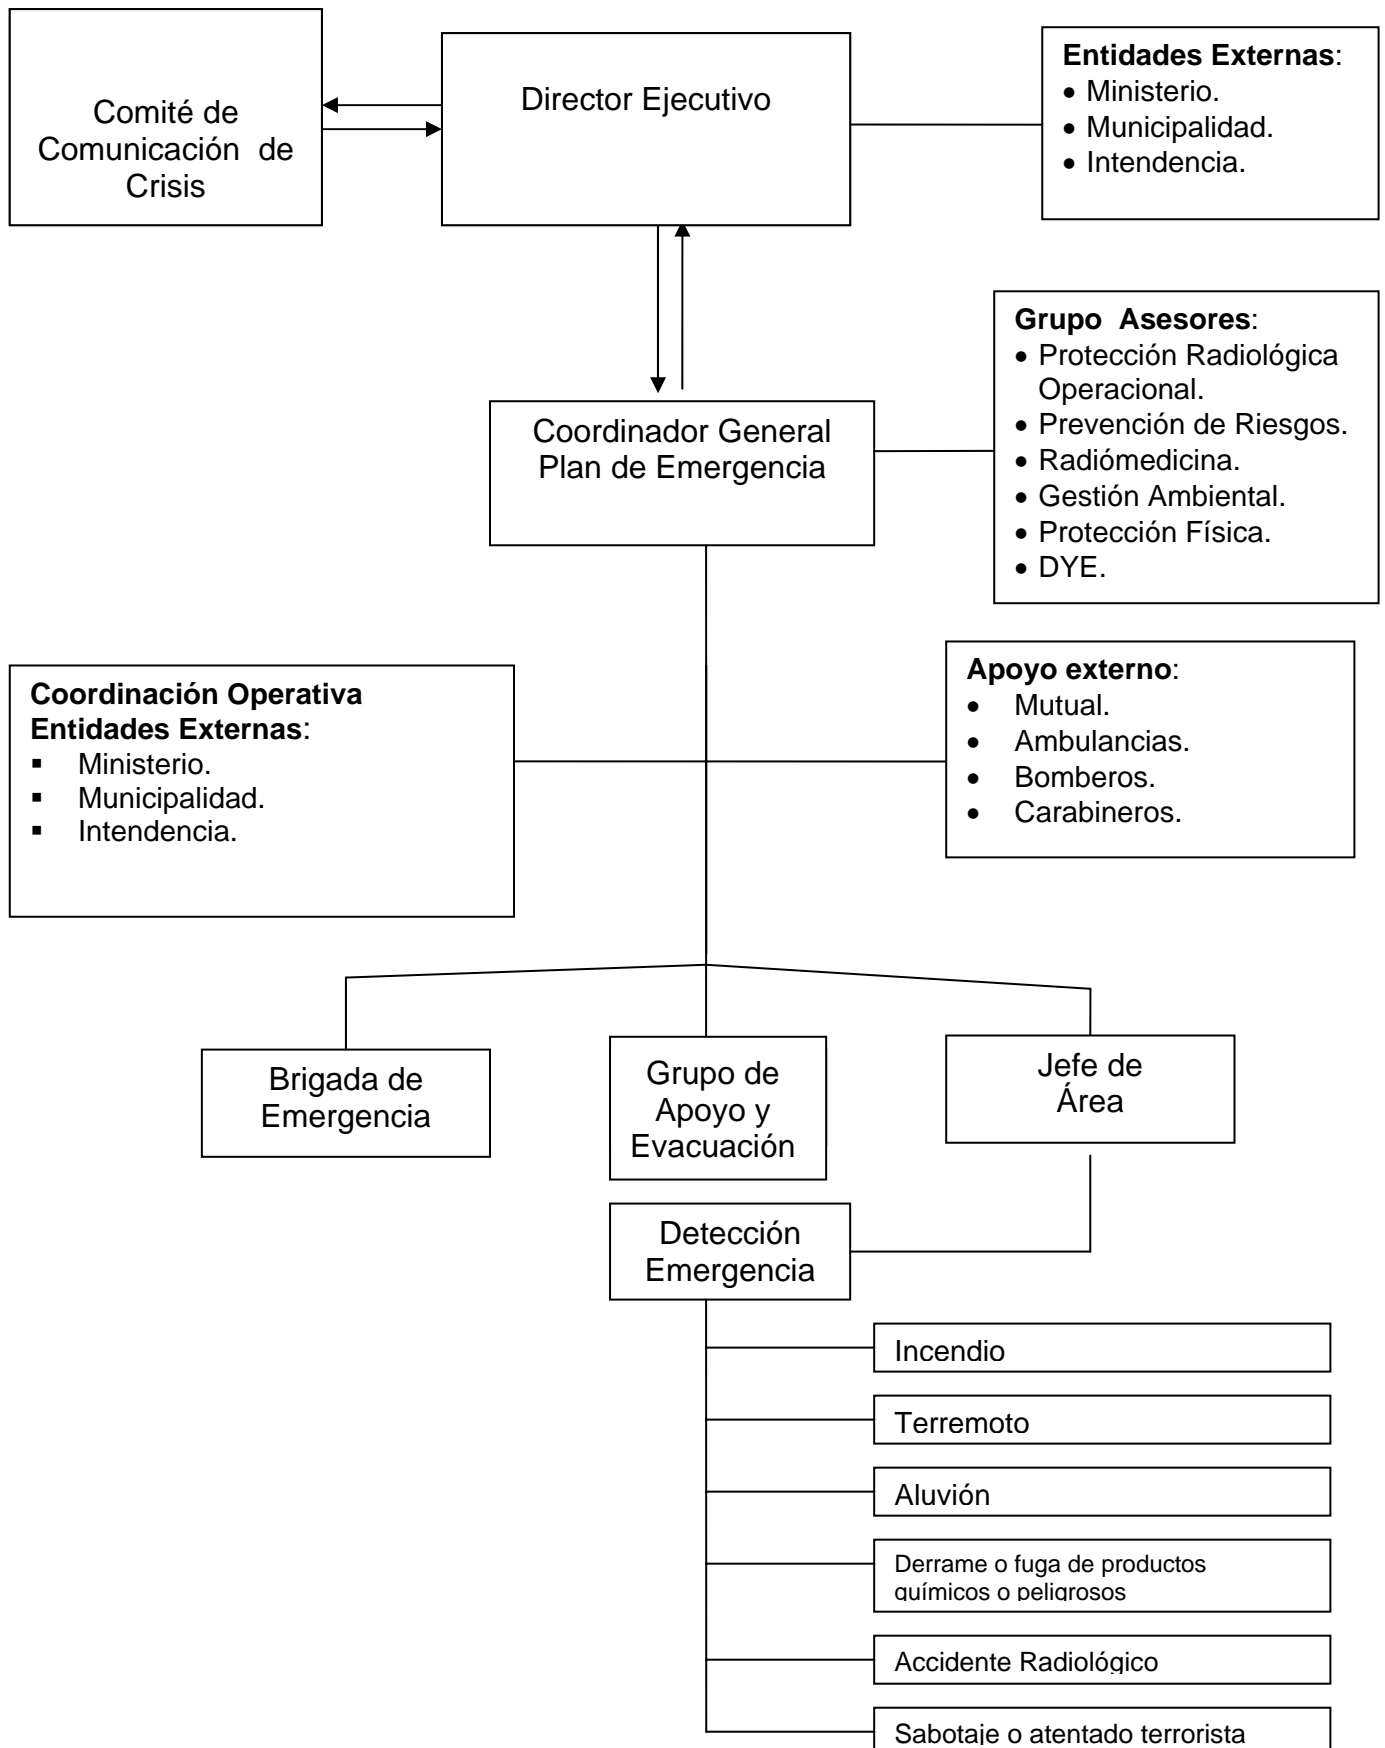 Comité de
Comunicación de
Crisis
Director Ejecutivo
Entidades Externas:
• Ministerio.
• Municipalidad.
• Intendencia.
Grupo Asesores:
• Protección Radiológica
Operacional.
• Prevención de Riesgos.
• Radiómedicina.
• Gestión Ambiental.
• Protección Física.
• DYE.
Coordinador General
Plan de Emergencia
Coordinación Operativa
Entidades Externas:
▪ Ministerio.
▪ Municipalidad.
▪ Intendencia.
Apoyo externo:
• Mutual.
• Ambulancias.
• Bomberos.
• Carabineros.
Brigada de
Emergencia
Grupo de
Apoyo y
Evacuación
Jefe de
Área
Detección
Emergencia
Incendio
Terremoto
Aluvión
Derrame o fuga de productos
químicos o peligrosos
Accidente Radiológico
Sabotaje o atentado terrorista